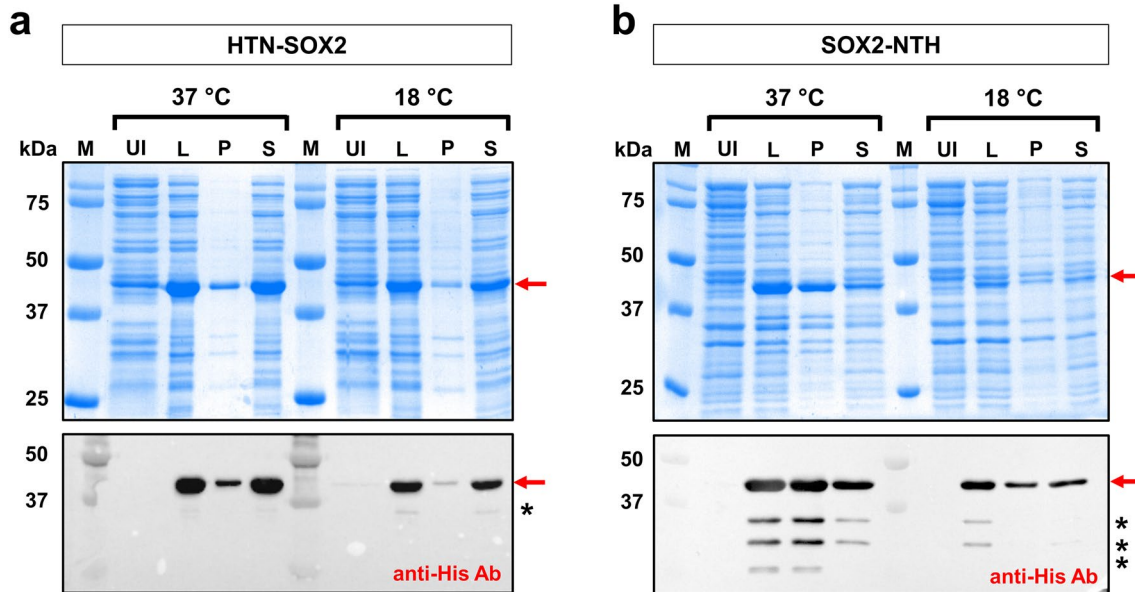 a
HTN-SOX2
37 °C
18 °C
kDa M UI L P S M UI L P S
75
50
37
25
50
37
*
anti-His Ab
b
SOX2-NTH
37 °C
18 °C
kDa M UI L P S M UI L P S
75
50
37
25
50
37
*
*
*
anti-His Ab